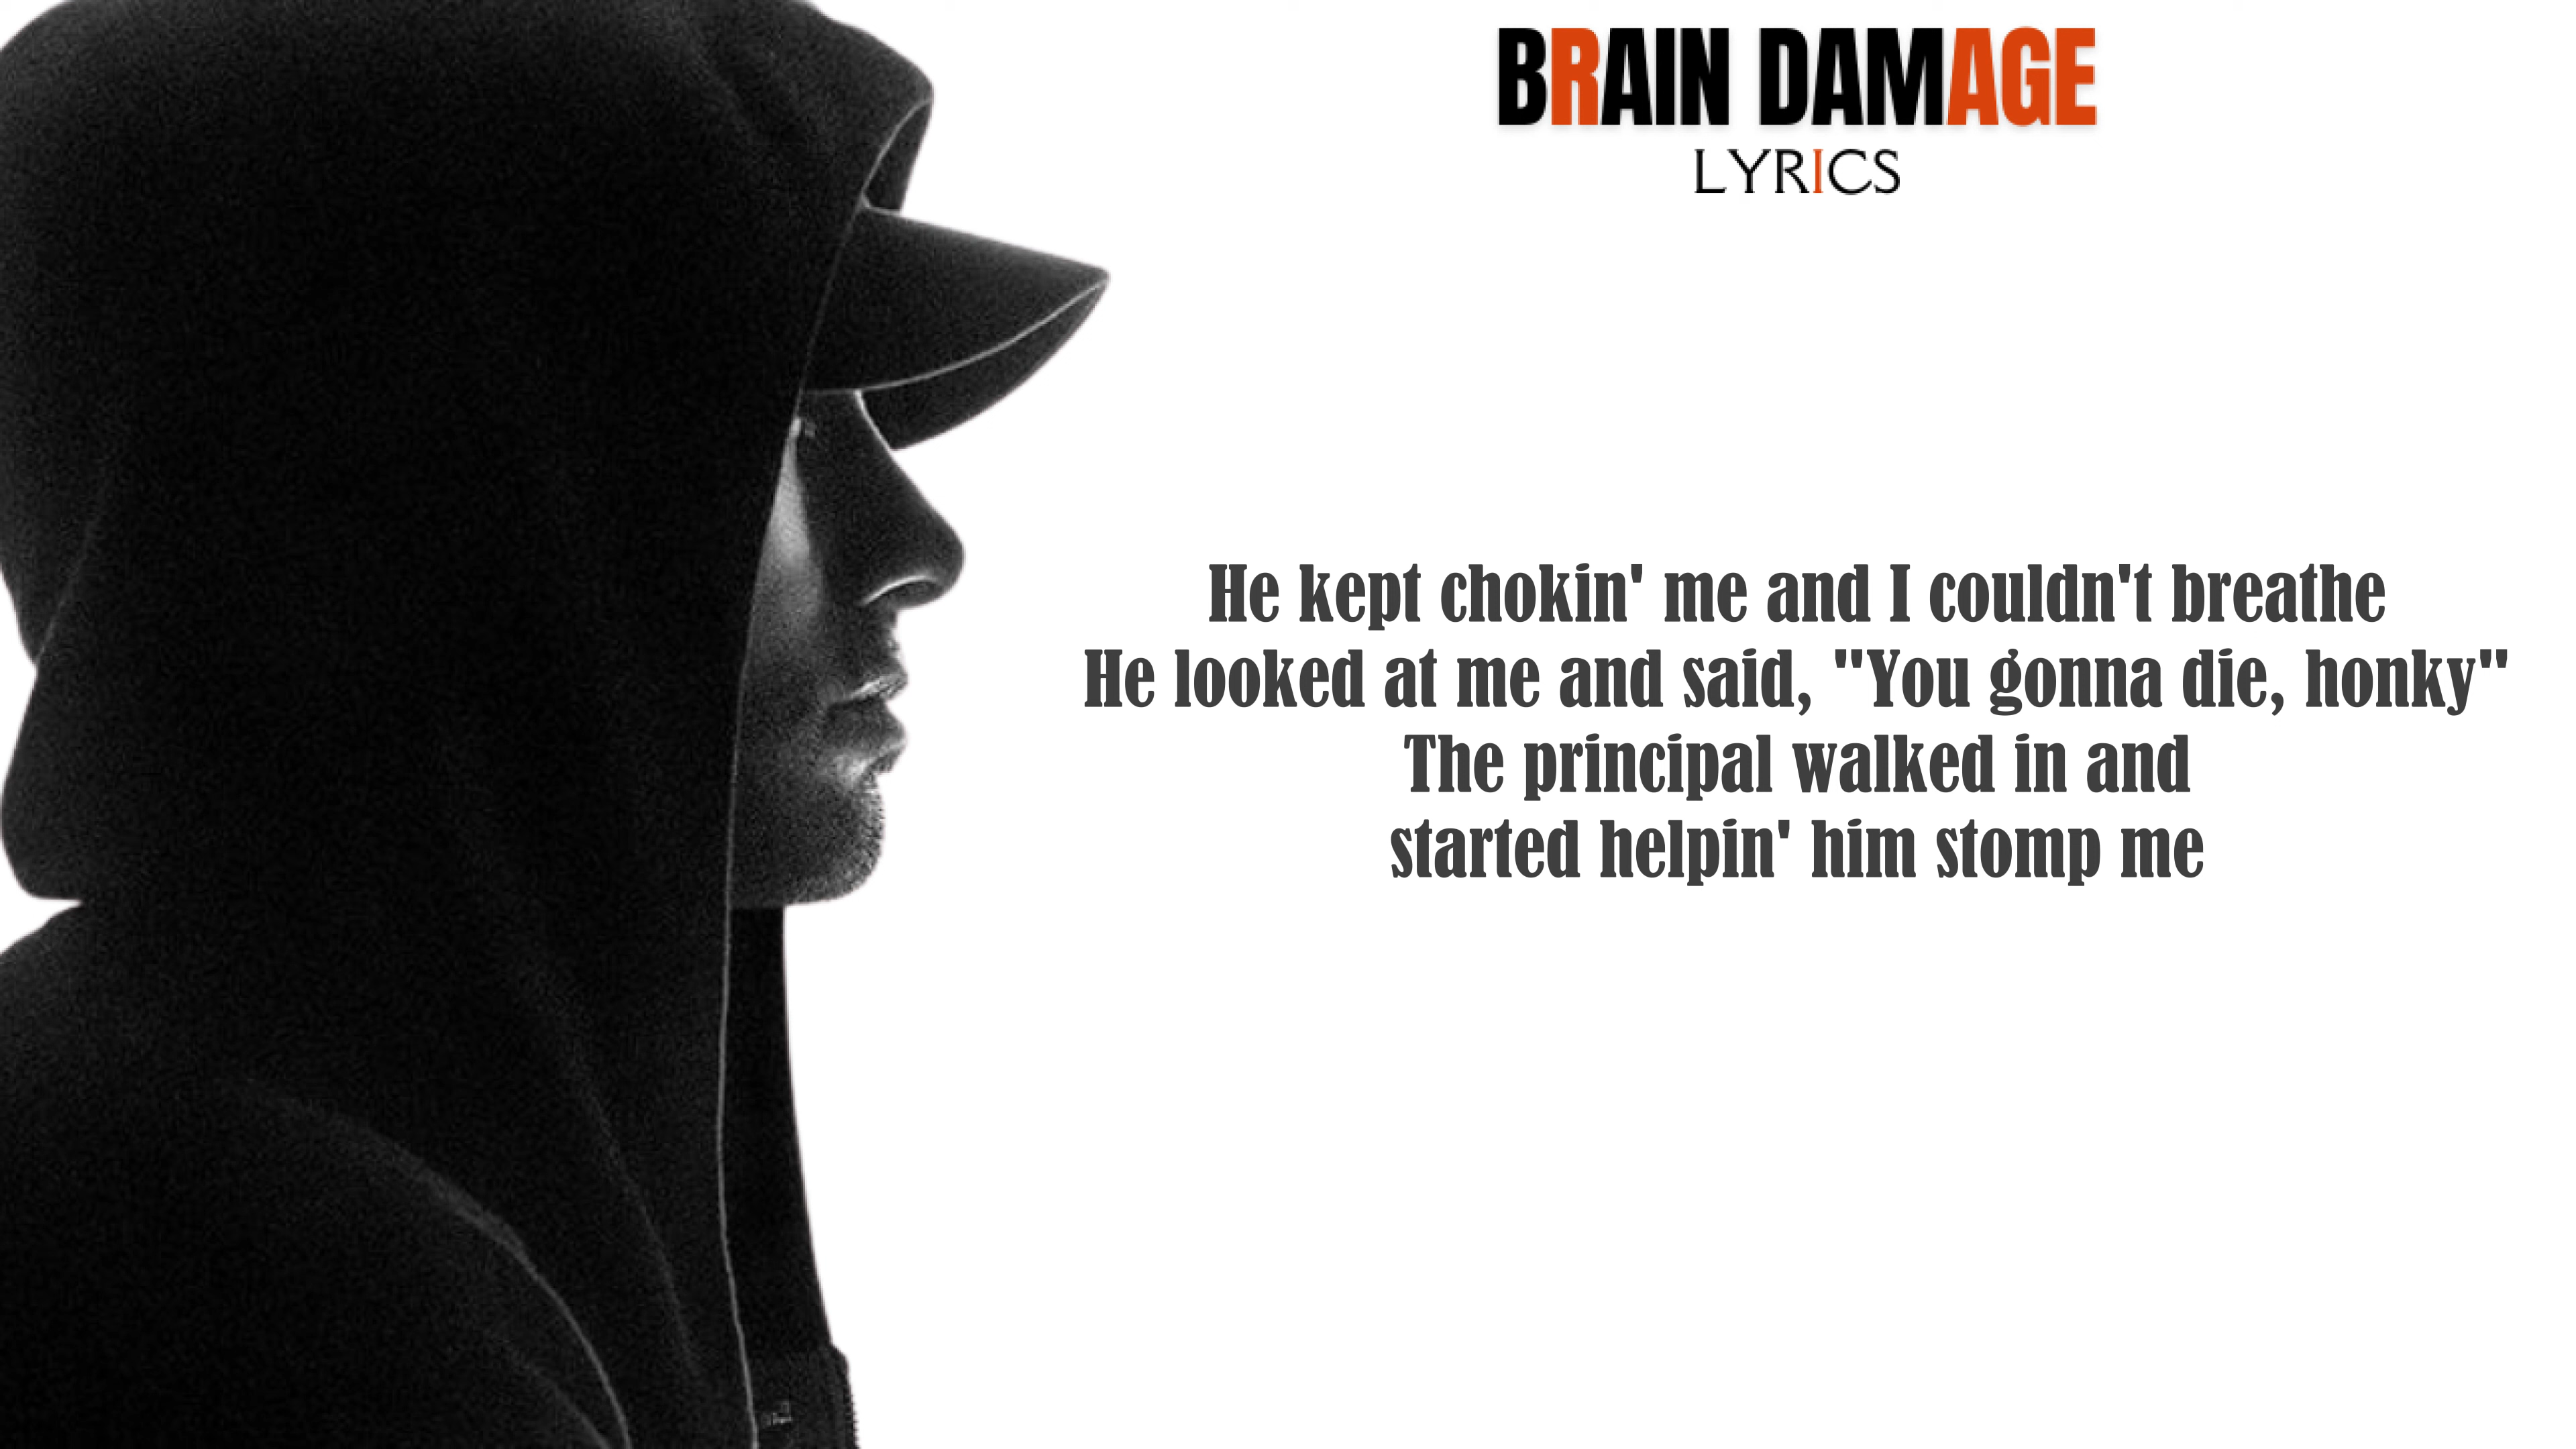 BRAIN DAMAGE
LYRICS
He kept chokin' me and I couldn't breathe
He looked at me and said, "You gonna die, honky"
The principal walked in and
started helpin' him stomp me